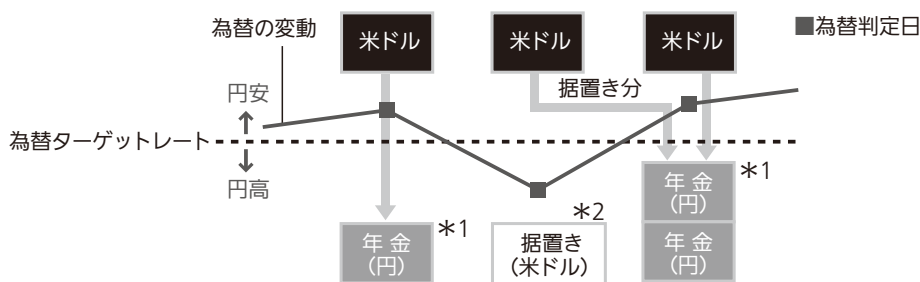 為替の変動
米ドル
米ドル
米ドル
■為替判定日
円安
据置き分
為替ターゲットレート
円高
年 金
(円)
*1
*2
年 金
(円)
*1
据置き
(米ドル)
年 金
(円)